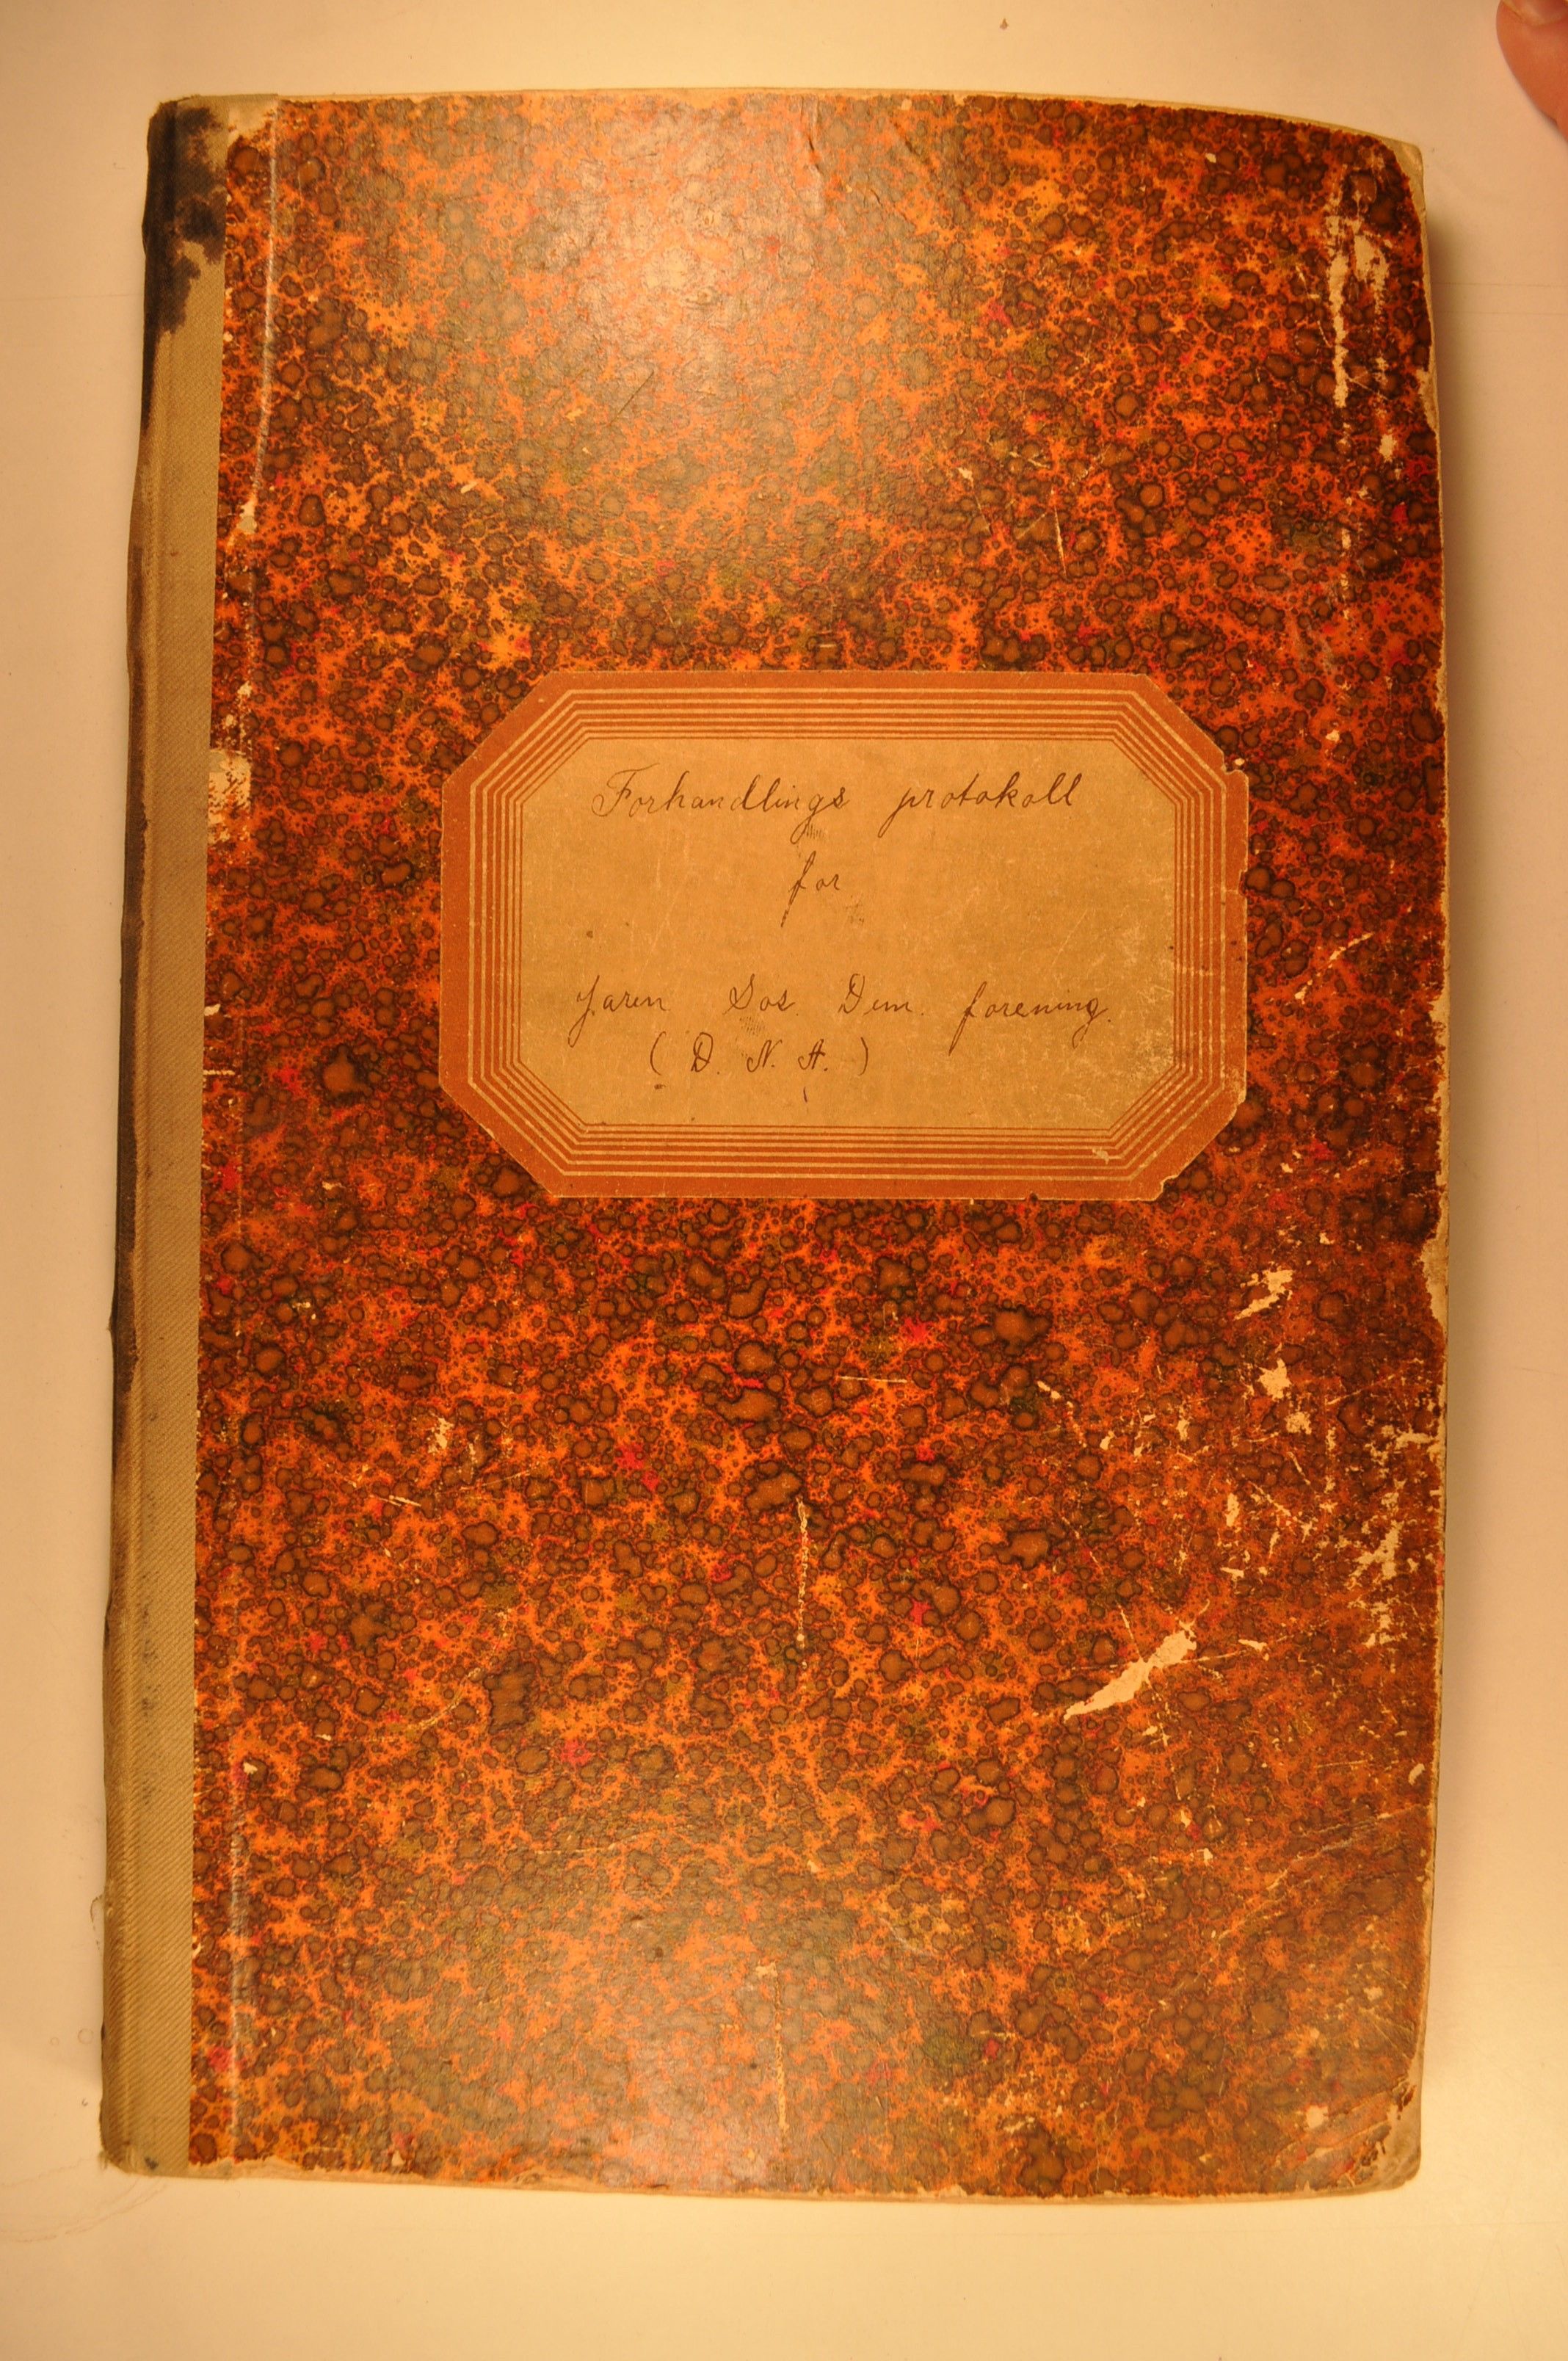 Forhandlings protokoll
for
Jaren Sos. Dem. forening.
(D. N. A.)